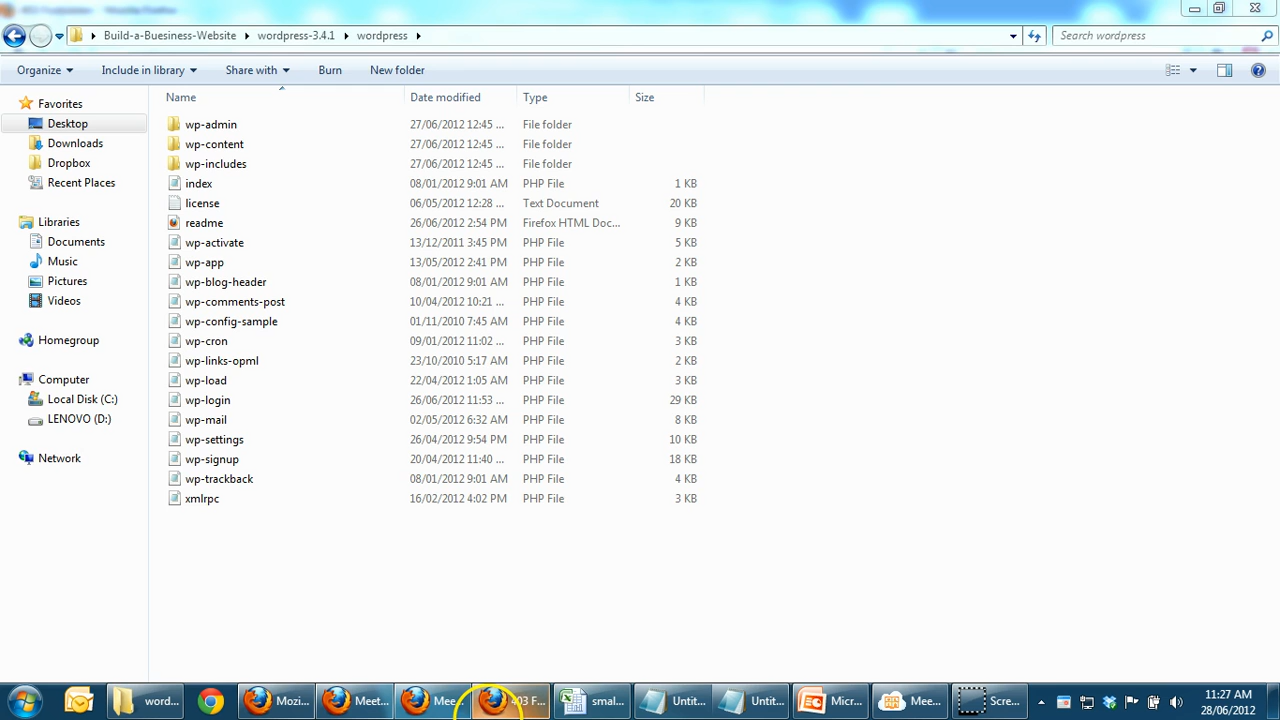 Build-a-Buesiness-Website wordpress-3.4.1 wordpress Search wordpress
Organize Include in library Share with Burn New folder
Name Date modified Type Size
Favorites
Desktop
Downloads
Dropbox
Recent Places
Libraries
Documents
Music
Pictures
Videos
Homegroup
Computer
Local Disk (C:)
LENOVO (D:)
Network
wp-admin 27/06/2012 12:45 ... File folder
wp-content 27/06/2012 12:45 ... File folder
wp-includes 27/06/2012 12:45 ... File folder
index 08/01/2012 9:01 AM PHP File 1 KB
license 06/05/2012 12:28 ... Text Document 20 KB
readme 26/06/2012 2:54 PM Firefox HTML Doc... 9 KB
wp-activate 13/12/2011 3:45 PM PHP File 5 KB
wp-app 13/05/2012 2:41 PM PHP File 2 KB
wp-blog-header 08/01/2012 9:01 AM PHP File 1 KB
wp-comments-post 10/04/2012 10:21 ... PHP File 4 KB
wp-config-sample 01/11/2010 7:45 AM PHP File 4 KB
wp-cron 09/01/2012 11:02 ... PHP File 3 KB
wp-links-opml 23/10/2010 5:17 AM PHP File 2 KB
wp-load 22/04/2012 1:05 AM PHP File 3 KB
wp-login 26/06/2012 11:53 ... PHP File 29 KB
wp-mail 02/05/2012 6:32 AM PHP File 8 KB
wp-settings 26/04/2012 9:54 PM PHP File 10 KB
wp-signup 20/04/2012 11:40 ... PHP File 18 KB
wp-trackback 08/01/2012 9:01 AM PHP File 4 KB
xmlrpc 16/02/2012 4:02 PM PHP File 3 KB
word... Mozi... Meet... Mee... 403 F... smal... Untit... Untit... Micr... Mee... Scre... 11:27 AM
28/06/2012